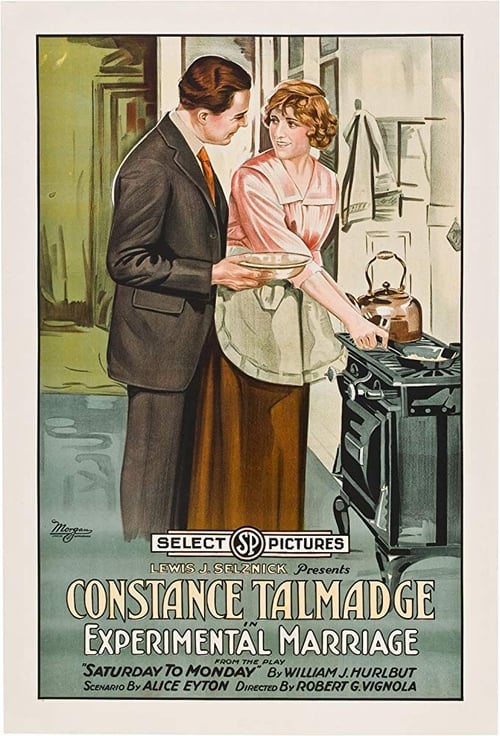 Morgan
SELECT SP PICTURES
LEWIS J. SELZNICK Presents
CONSTANCE TALMADGE
IN
EXPERIMENTAL MARRIAGE
FROM THE PLAY
"SATURDAY TO MONDAY" BY WILLIAM J. HURLBUT
SCENARIO BY ALICE EYTON DIRECTED BY ROBERT G. VIGNOLA